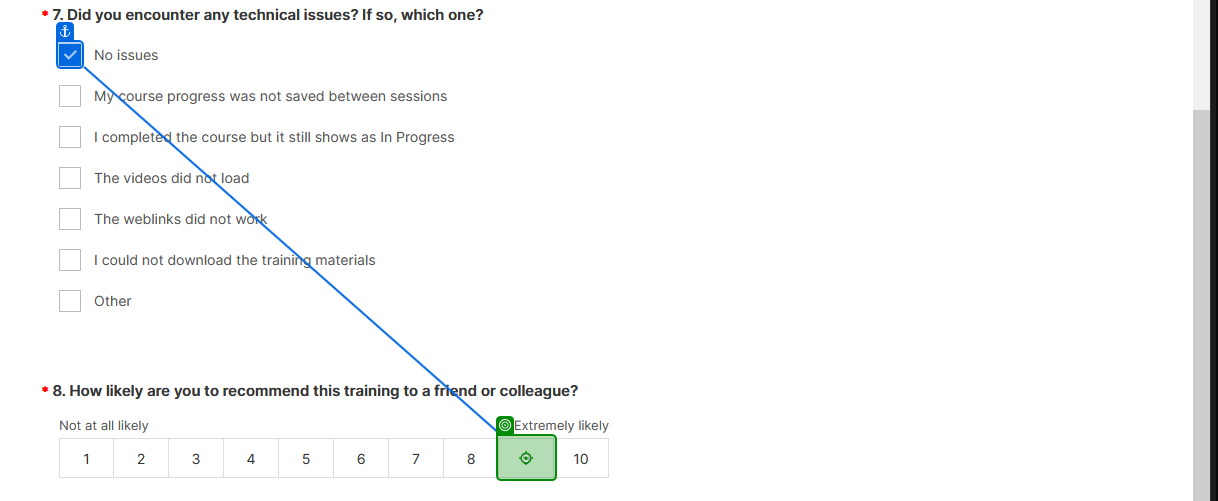 * 7. Did you encounter any technical issues? If so, which one?
No issues
My course progress was not saved between sessions
I completed the course but it still shows as In Progress
The videos did not load
The weblinks did not work
I could not download the training materials
Other
* 8. How likely are you to recommend this training to a friend or colleague?
Not at all likely Extremely likely
1 2 3 4 5 6 7 8 10